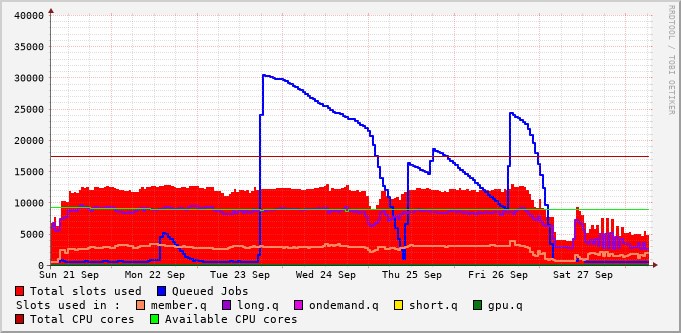 40000
35000
30000
25000
20000
15000
10000
5000
0
Sun 21 Sep Mon 22 Sep Tue 23 Sep Wed 24 Sep Thu 25 Sep Fri 26 Sep Sat 27 Sep
Total slots used Queued Jobs
Slots used in : member.q long.q ondemand.q short.q gpu.q
Total CPU cores Available CPU cores
RRDTOOL / TOBI OETIKER